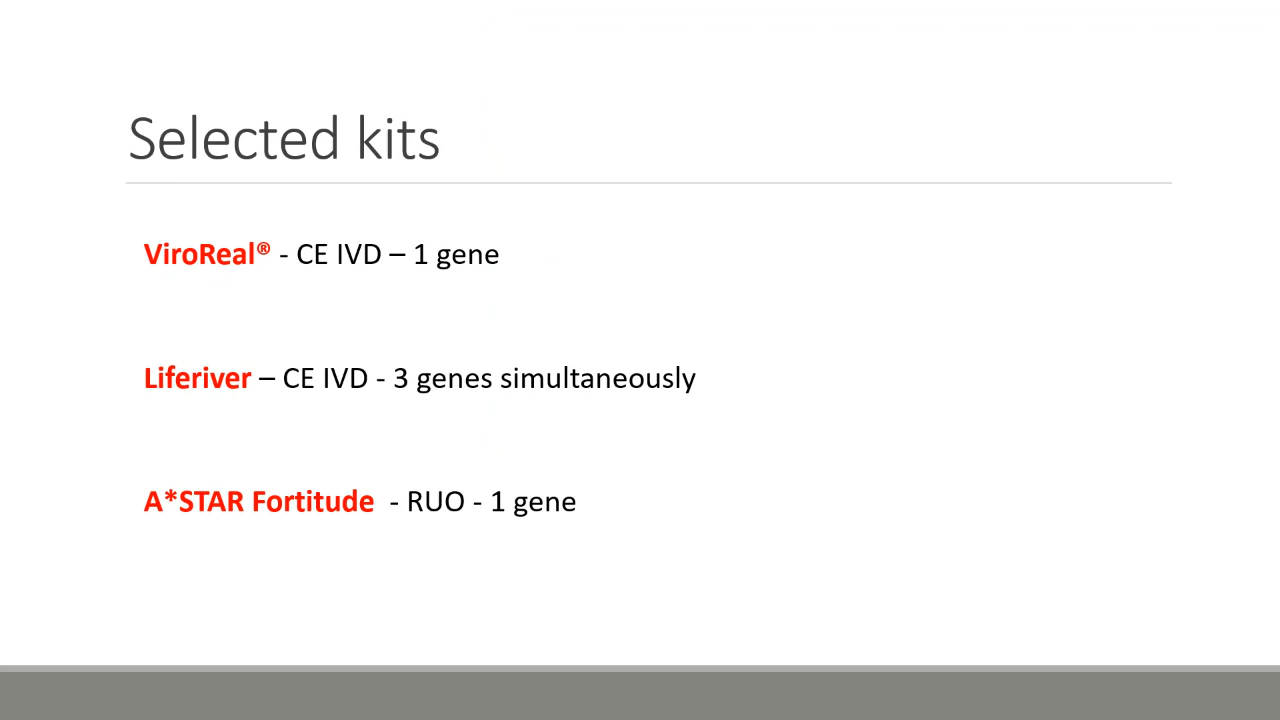 Selected kits
ViroReal® - CE IVD – 1 gene
Liferiver – CE IVD - 3 genes simultaneously
A*STAR Fortitude - RUO - 1 gene